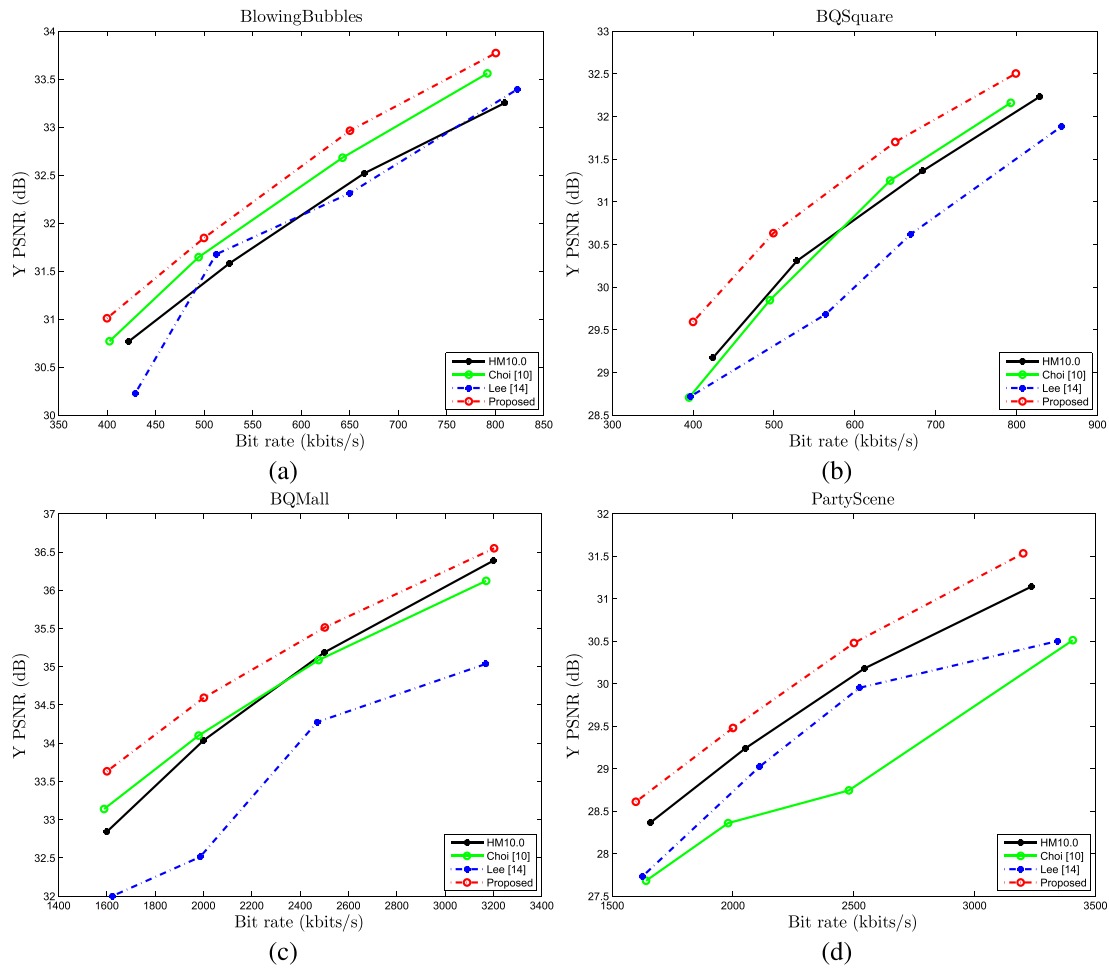 BlowingBubbles
Y PSNR (dB)
34
33.5
33
32.5
32
31.5
31
30.5
30
350 400 450 500 550 600 650 700 750 800 850
Bit rate (kbits/s)
HM10.0
Choi [10]
Lee [14]
Proposed
(a)
BQSquare
Y PSNR (dB)
33
32.5
32
31.5
31
30.5
30
29.5
29
28.5
300 400 500 600 700 800 900
Bit rate (kbits/s)
HM10.0
Choi [10]
Lee [14]
Proposed
(b)
BQMall
Y PSNR (dB)
37
36.5
36
35.5
35
34.5
34
33.5
33
32.5
32
1400 1600 1800 2000 2200 2400 2600 2800 3000 3200 3400
Bit rate (kbits/s)
HM10.0
Choi [10]
Lee [14]
Proposed
(c)
PartyScene
Y PSNR (dB)
32
31.5
31
30.5
30
29.5
29
28.5
28
27.5
1500 2000 2500 3000 3500
Bit rate (kbits/s)
HM10.0
Choi [10]
Lee [14]
Proposed
(d)